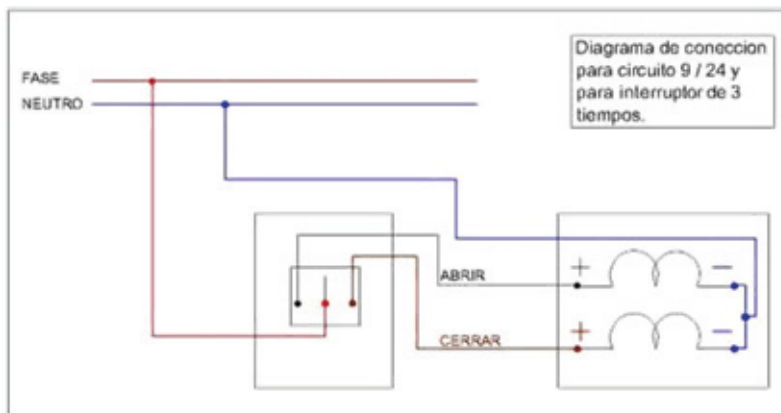 Diagrama de coneccion
para circuito 9 / 24 y
para interruptor de 3
tiempos.
FASE
NEUTRO
ABRIR
CERRAR
+ −
+ −